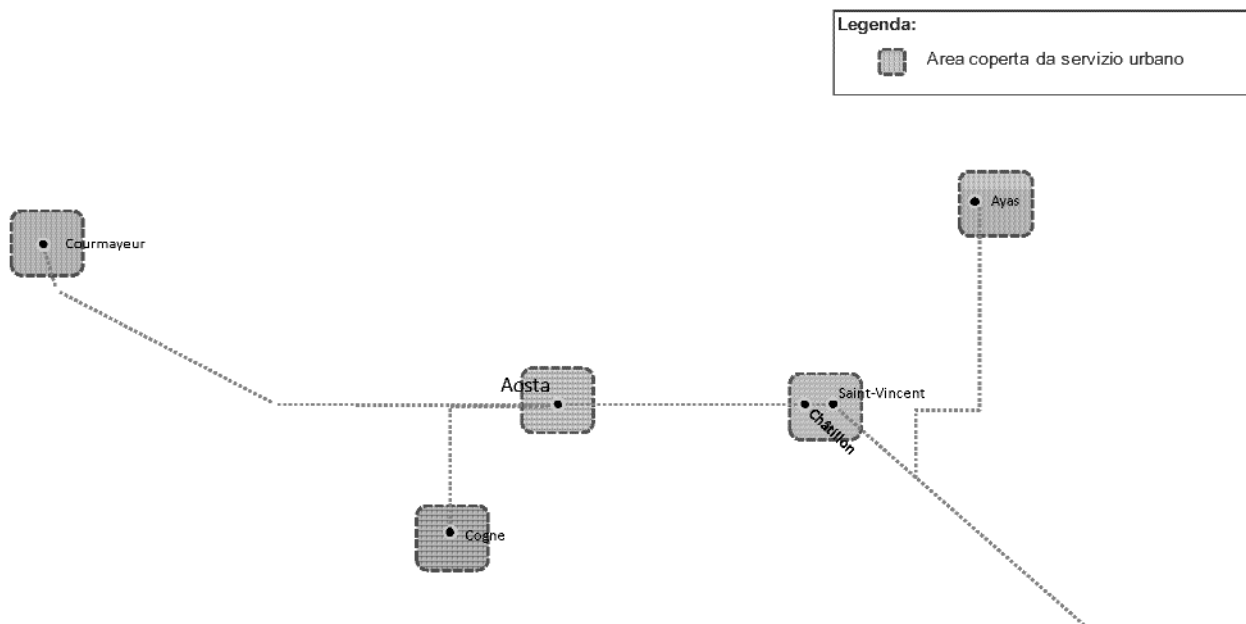 Legenda:
Area coperta da servizio urbano
Ayas
Courmayeur
Aosta
Saint-Vincent
Châtillon
Cogne